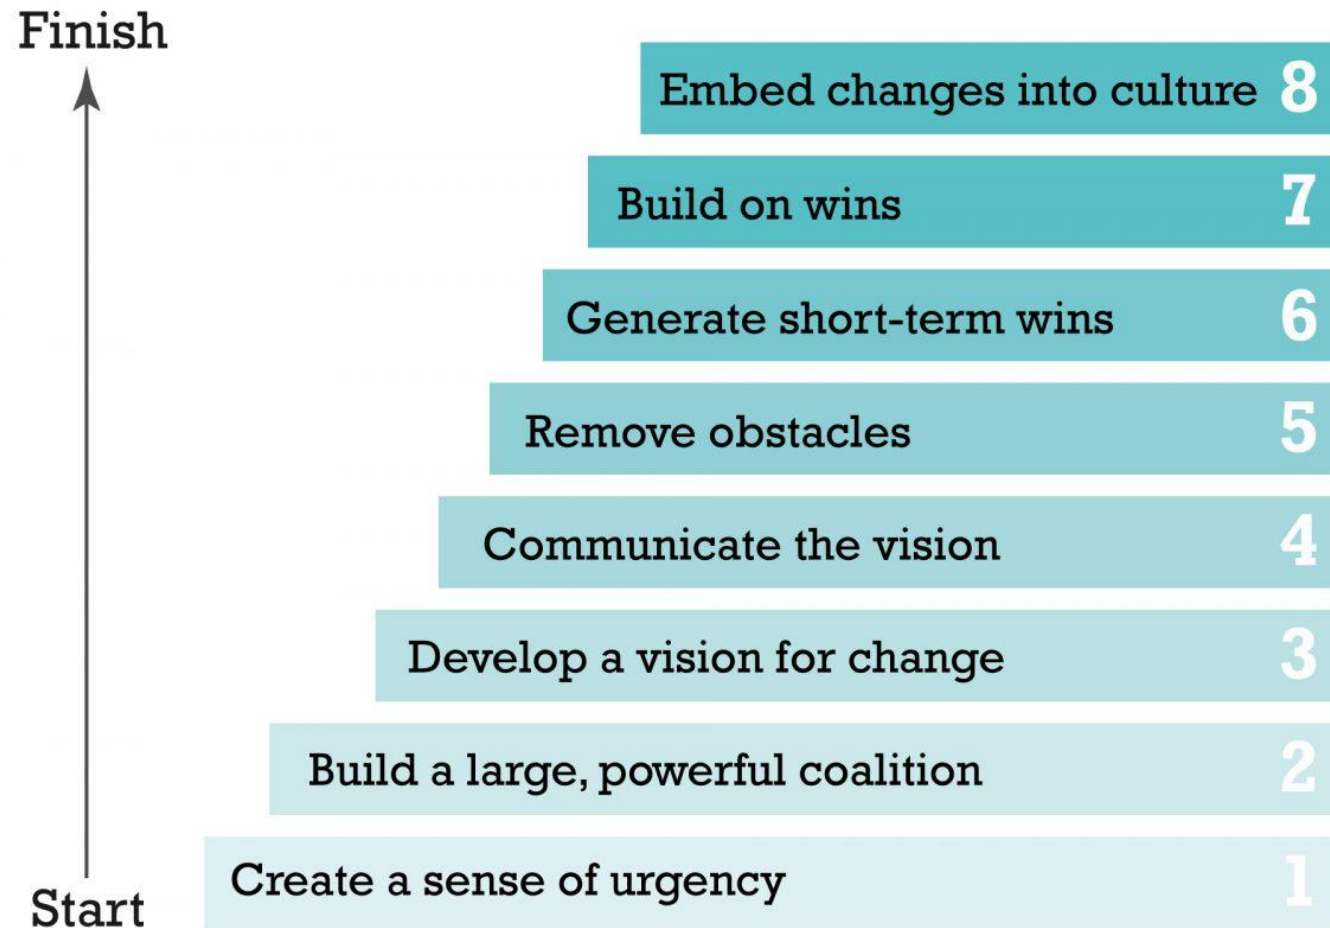 Finish
Embed changes into culture 8
Build on wins 7
Generate short-term wins 6
Remove obstacles 5
Communicate the vision 4
Develop a vision for change 3
Build a large, powerful coalition 2
Create a sense of urgency 1
Start